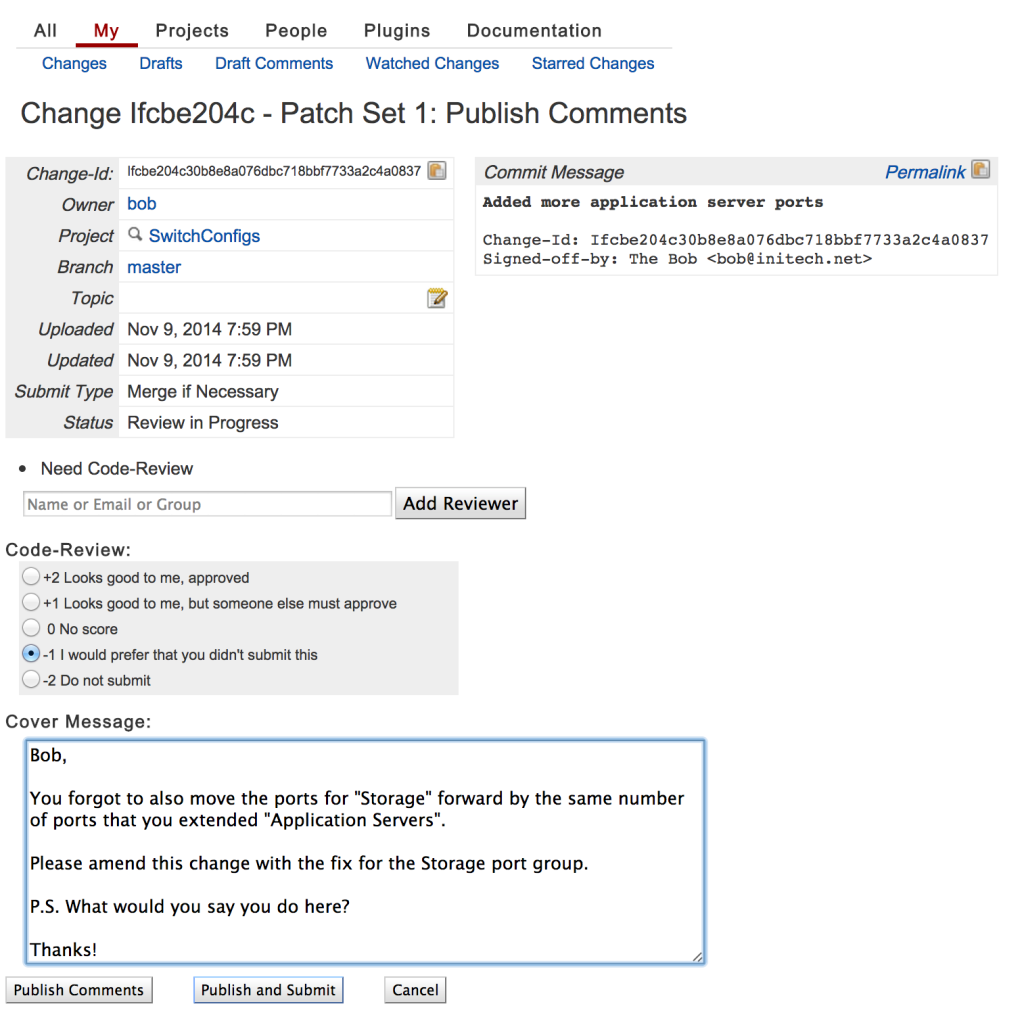 All My Projects People Plugins Documentation
Changes Drafts Draft Comments Watched Changes Starred Changes
Change Ifcbe204c - Patch Set 1: Publish Comments
Change-Id: Ifcbe204c30b8e8a076dbc718bbf7733a2c4a0837
Owner bob
Project SwitchConfigs
Branch master
Topic
Uploaded Nov 9, 2014 7:59 PM
Updated Nov 9, 2014 7:59 PM
Submit Type Merge if Necessary
Status Review in Progress
Commit Message Permalink
Added more application server ports
Change-Id: Ifcbe204c30b8e8a076dbc718bbf7733a2c4a0837
Signed-off-by: The Bob <bob@initech.net>
• Need Code-Review
Name or Email or Group Add Reviewer
Code-Review:
+2 Looks good to me, approved
+1 Looks good to me, but someone else must approve
0 No score
-1 I would prefer that you didn't submit this
-2 Do not submit
Cover Message:
Bob,
You forgot to also move the ports for "Storage" forward by the same number
of ports that you extended "Application Servers".
Please amend this change with the fix for the Storage port group.
P.S. What would you say you do here?
Thanks!
Publish Comments Publish and Submit Cancel